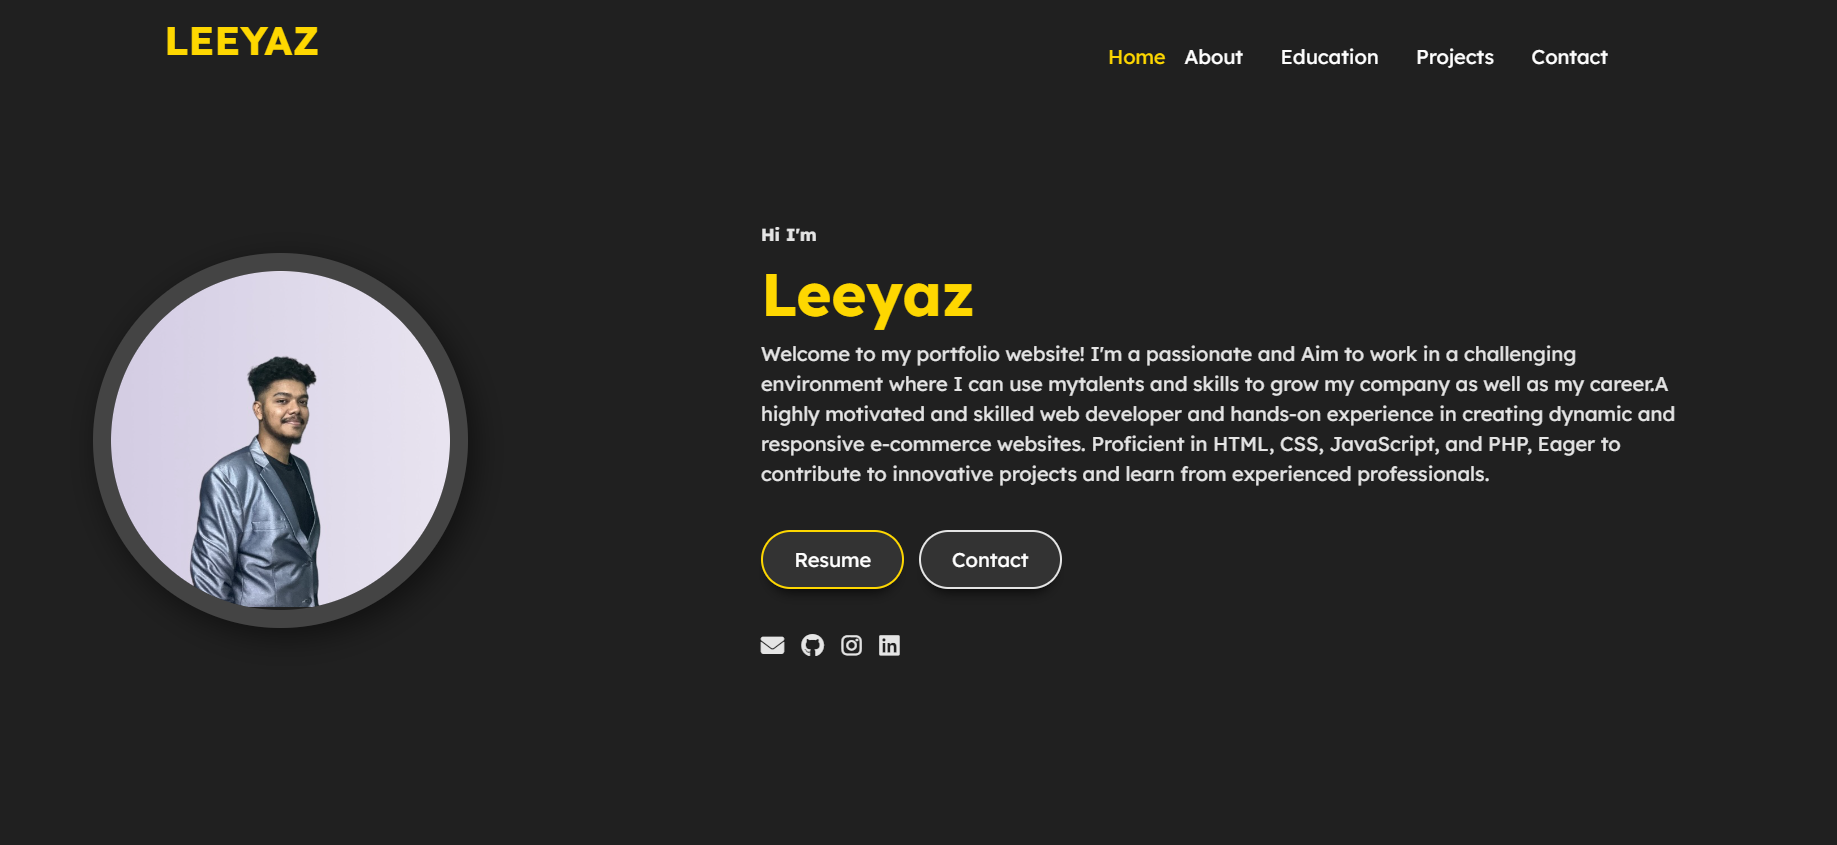 LEEYAZ
Home About Education Projects Contact
Hi I'm
Leeyaz
Welcome to my portfolio website! I'm a passionate and Aim to work in a challenging
environment where I can use mytalents and skills to grow my company as well as my career.A
highly motivated and skilled web developer and hands-on experience in creating dynamic and
responsive e-commerce websites. Proficient in HTML, CSS, JavaScript, and PHP, Eager to
contribute to innovative projects and learn from experienced professionals.
Resume Contact